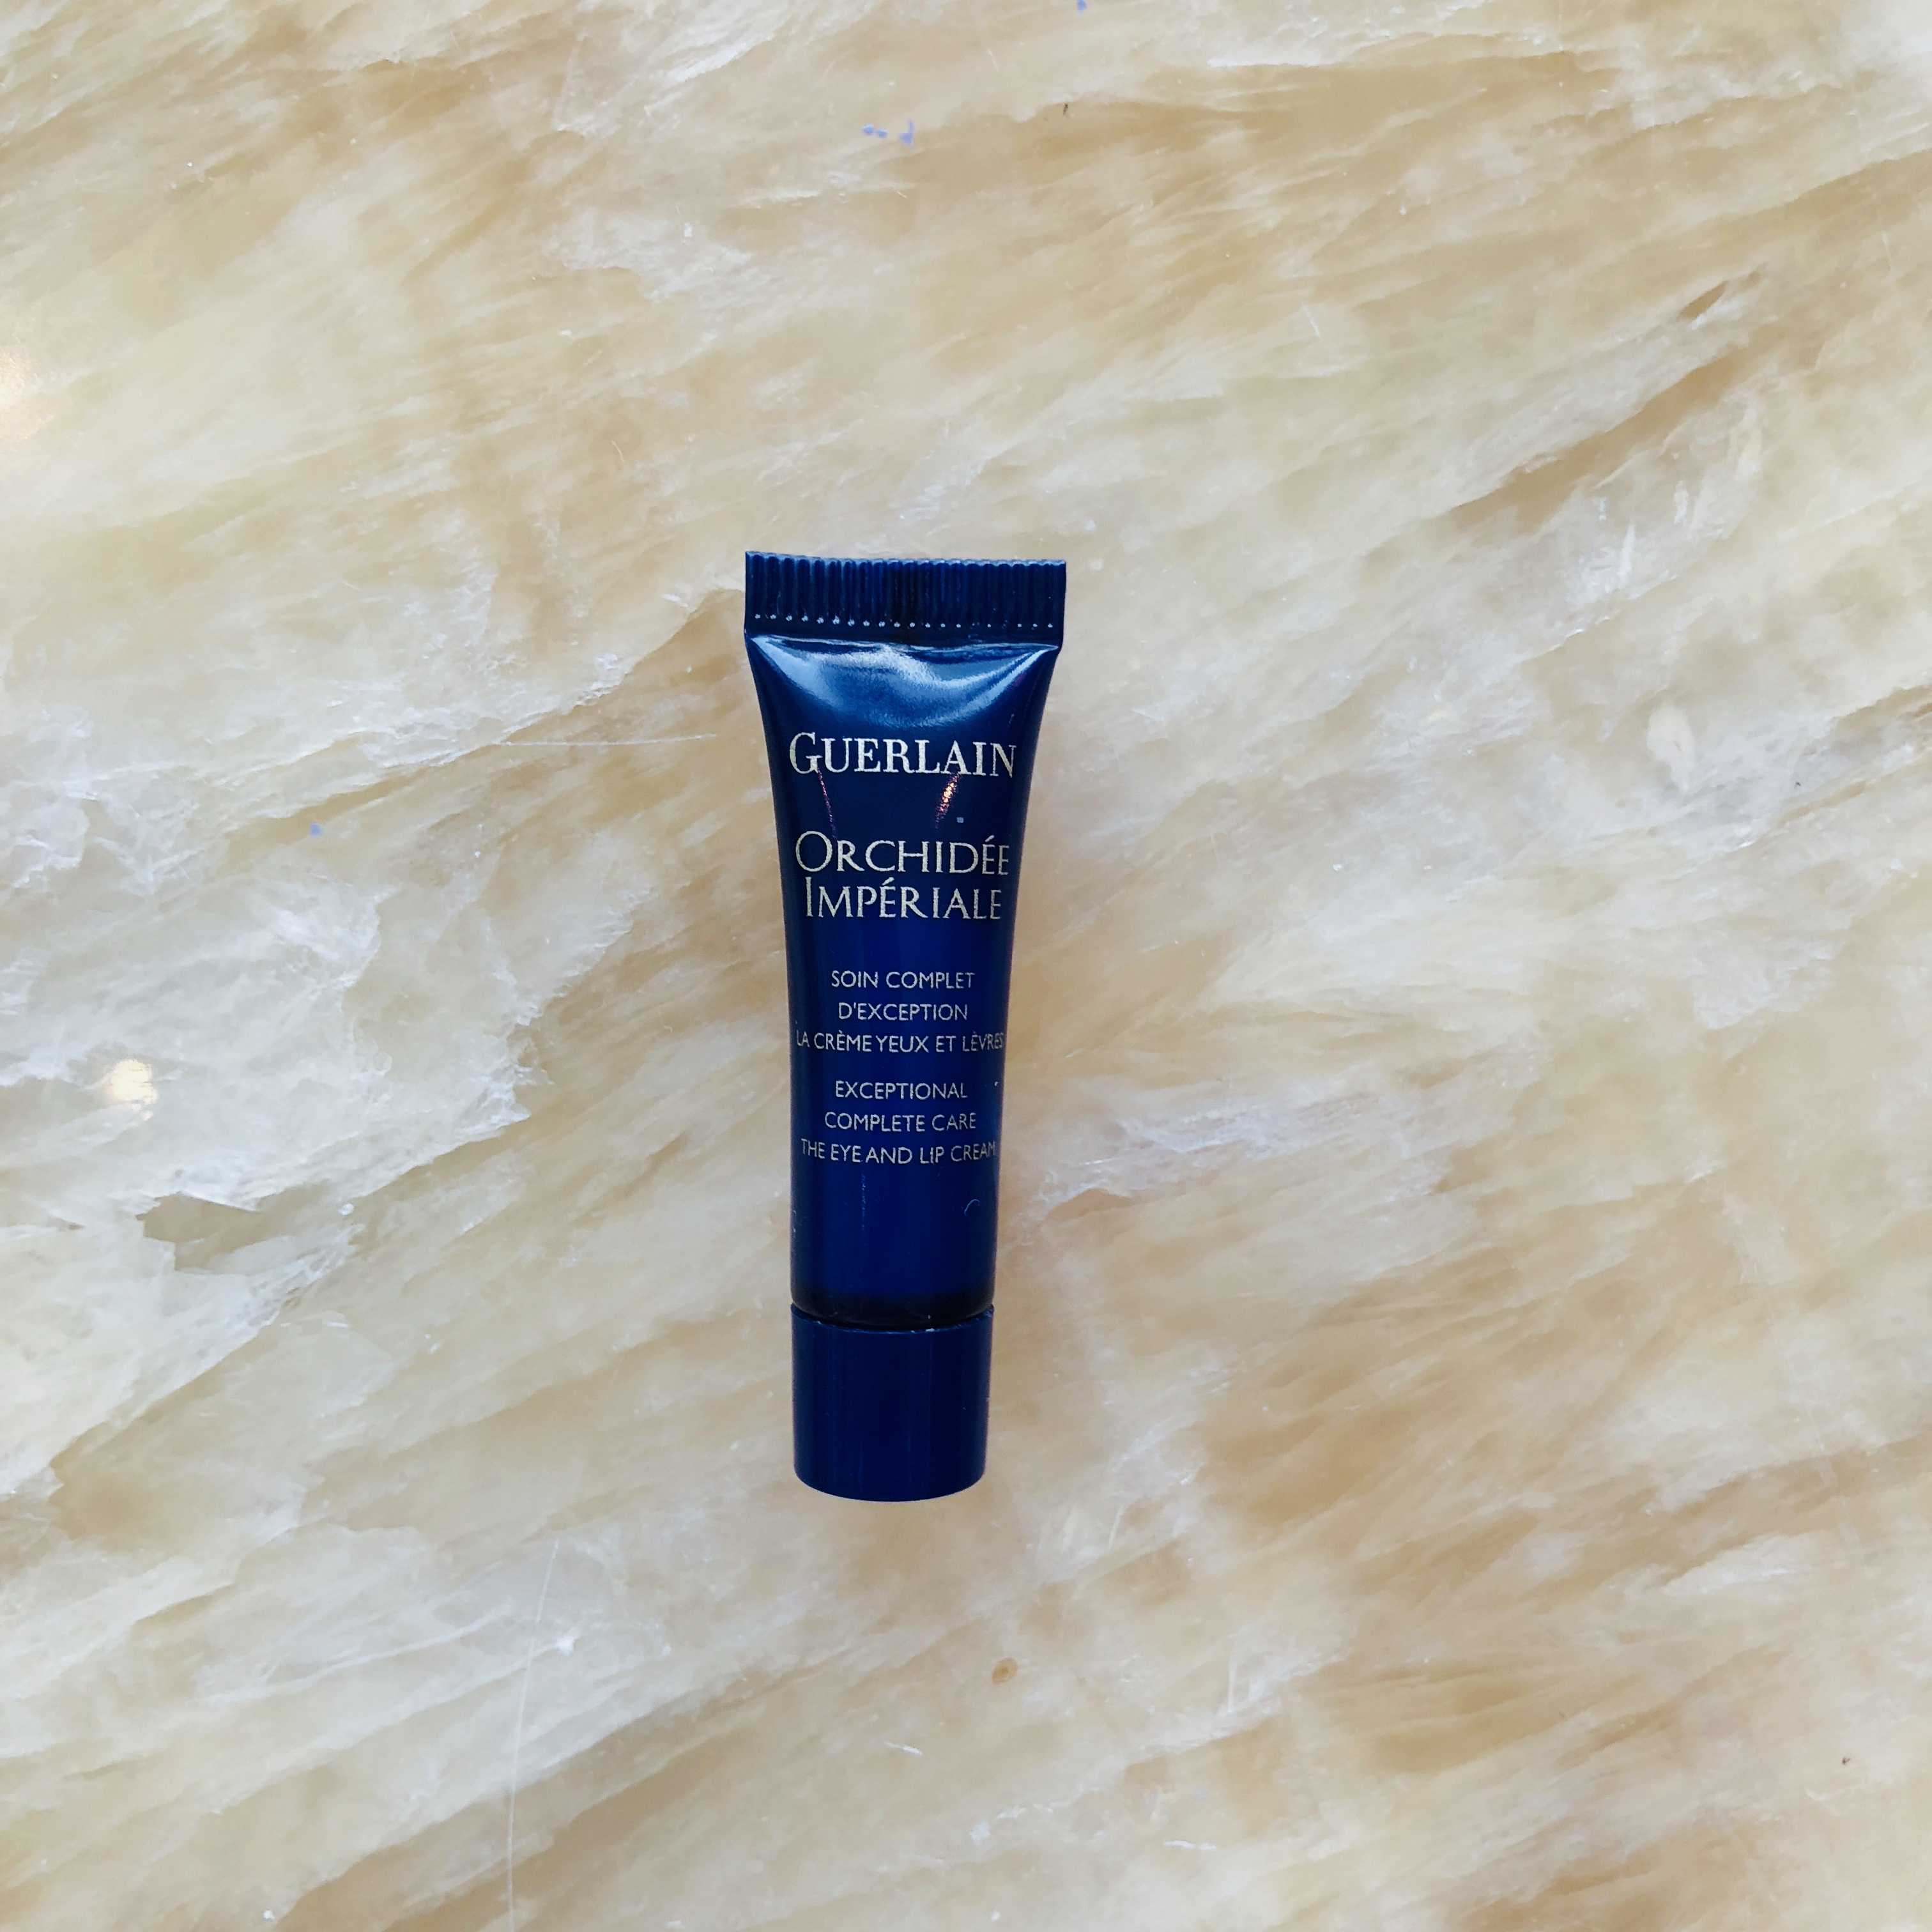 GUERLAIN
ORCHIDÉE
IMPÉRIALE
SOIN COMPLET
D'EXCEPTION
LA CRÈME YEUX ET LÈVRES
EXCEPTIONAL
COMPLETE CARE
THE EYE AND LIP CREAM